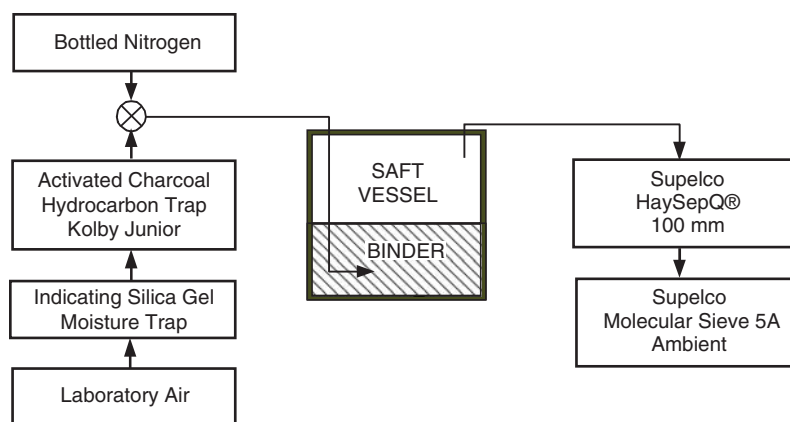 Bottled Nitrogen
Activated Charcoal
Hydrocarbon Trap
Kolby Junior
Indicating Silica Gel
Moisture Trap
Laboratory Air
SAFT
VESSEL
BINDER
Supelco
HaySepQ®
100 mm
Supelco
Molecular Sieve 5A
Ambient